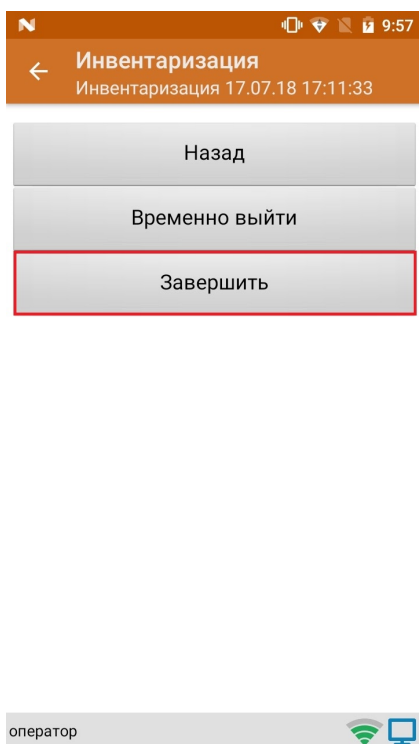 9:57
Инвентаризация
Инвентаризация 17.07.18 17:11:33
Назад
Временно выйти
Завершить
оператор